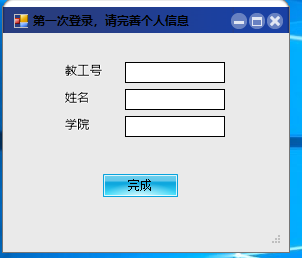 第一次登录，请完善个人信息
教工号
姓名
学院
完成